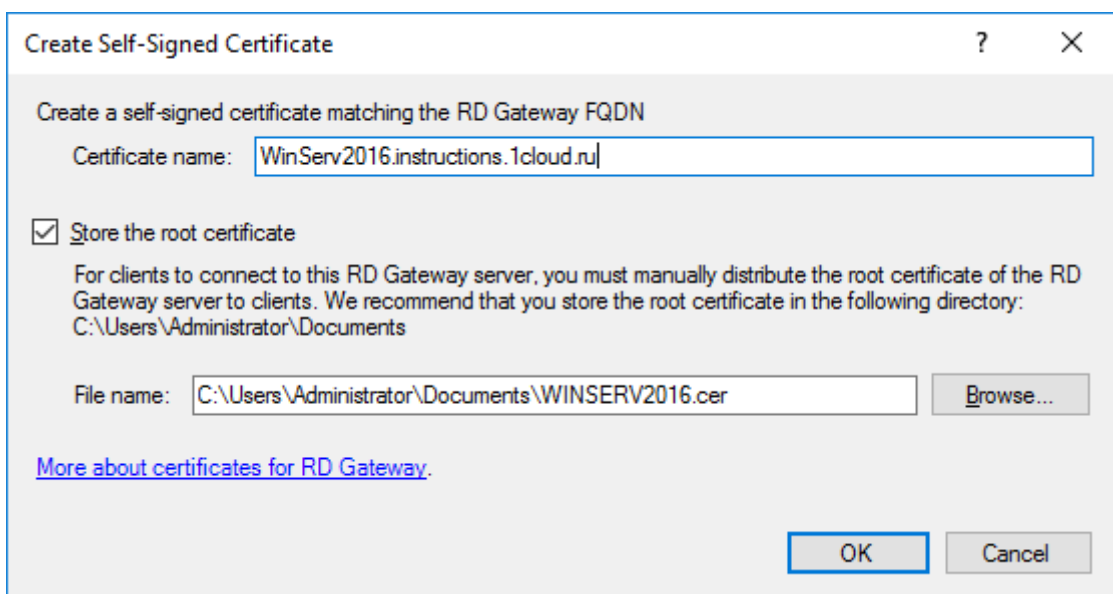 Create Self-Signed Certificate
Create a self-signed certificate matching the RD Gateway FQDN
Certificate name: WinServ2016.instructions.1cloud.ru
Store the root certificate
For clients to connect to this RD Gateway server, you must manually distribute the root certificate of the RD
Gateway server to clients. We recommend that you store the root certificate in the following directory:
C:\Users\Administrator\Documents
File name: C:\Users\Administrator\Documents\WINSERV2016.cer Browse...
More about certificates for RD Gateway.
OK Cancel